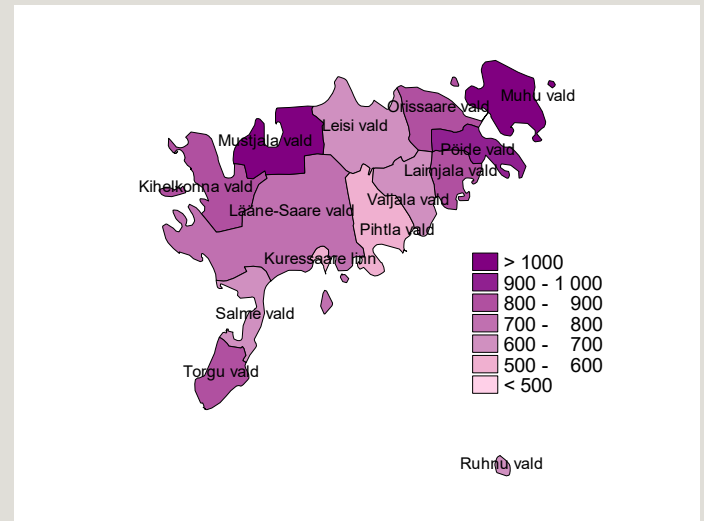 Muhu vald
Orissaare vald
Leisi vald
Mustjala vald
Pöide vald
Laimjala vald
Kihelkonna vald
Valjala vald
Lääne-Saare vald
Pihtla vald
Kuressaare linn
> 1000
900 - 1 000
800 - 900
700 - 800
Salme vald
600 - 700
500 - 600
Torgu vald
< 500
Ruhnu vald